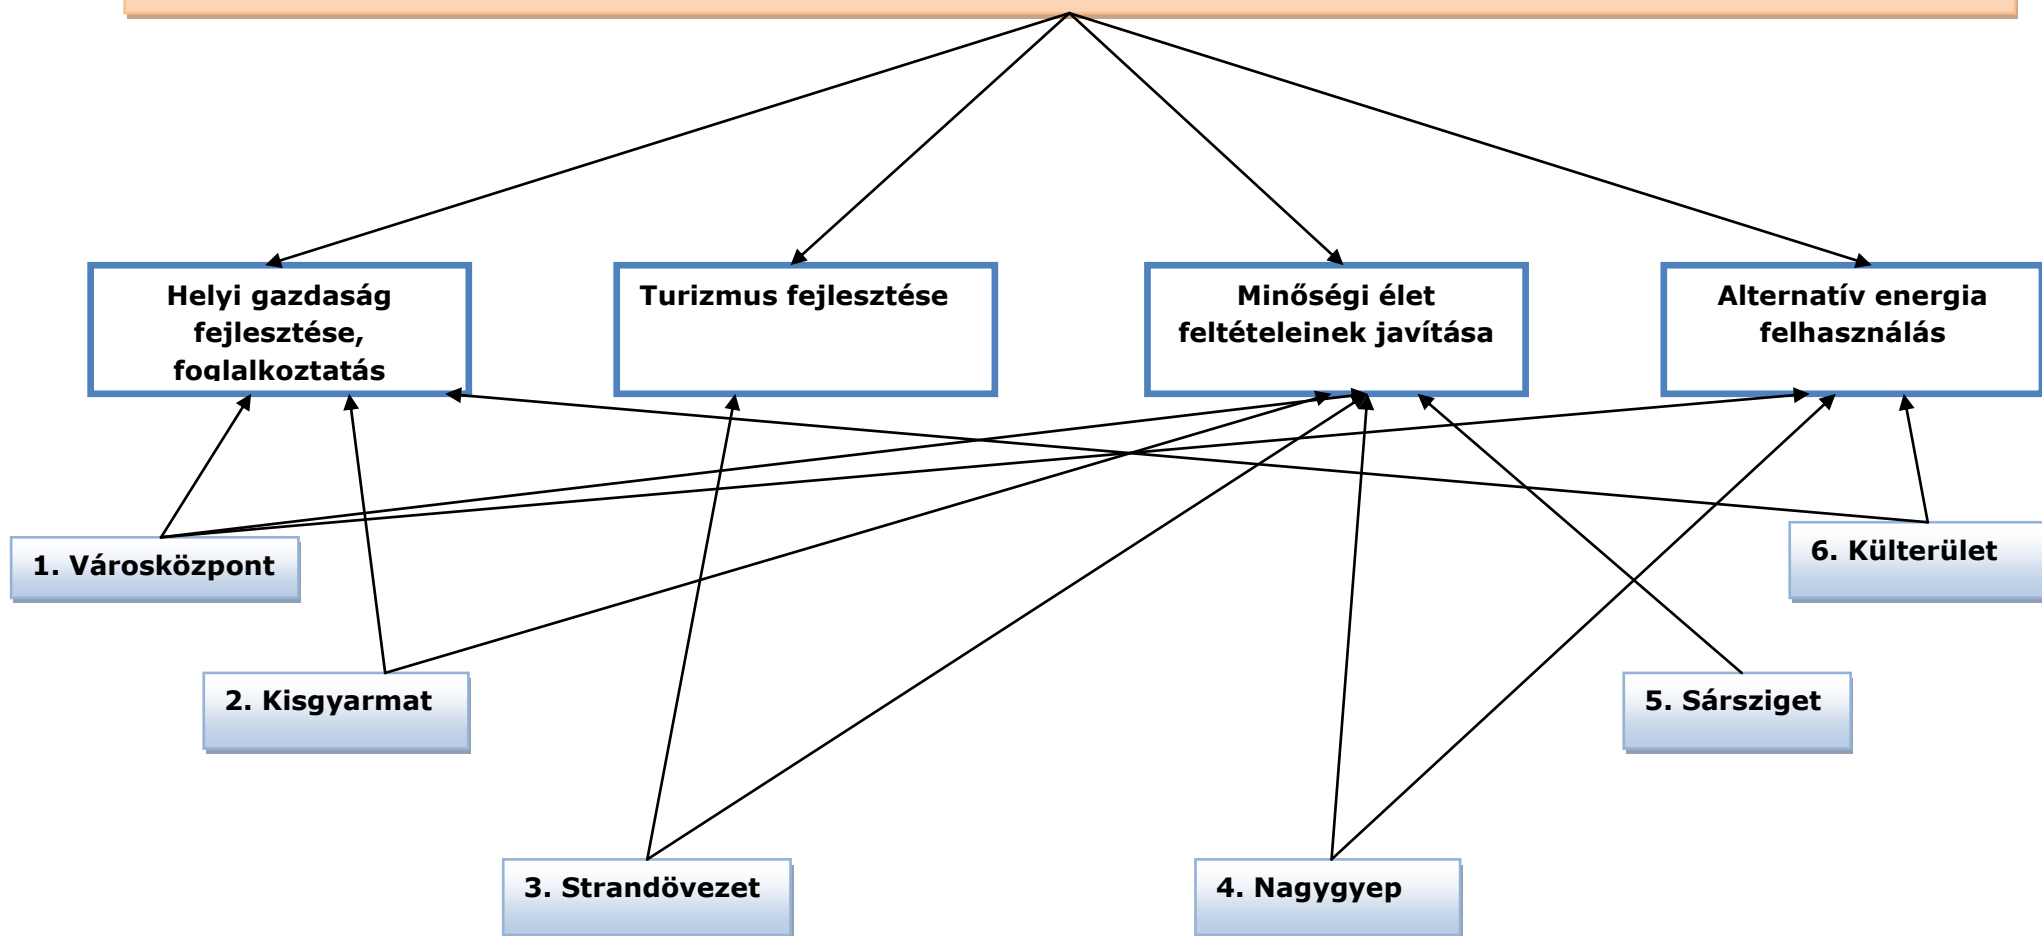 Helyi gazdaság
fejlesztése,
foglalkoztatás
Turizmus fejlesztése
Minőségi élet
feltételeinek javítása
Alternatív energia
felhasználás
1. Városközpont
6. Külterület
2. Kisgyarmat
5. Sársziget
3. Strandövezet
4. Nagygyep